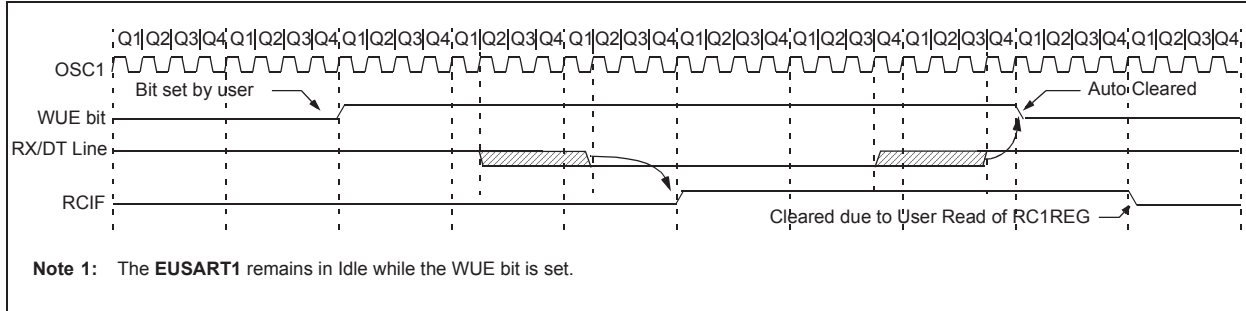 Q1 Q2 Q3 Q4 Q1 Q2 Q3 Q4 Q1 Q2 Q3 Q4 Q1 Q2 Q3 Q4 Q1 Q2 Q3 Q4 Q1 Q2 Q3 Q4 Q1 Q2 Q3 Q4 Q1 Q2 Q3 Q4 Q1 Q2 Q3 Q4 Q1 Q2 Q3 Q4
OSC1
Bit set by user
Auto Cleared
WUE bit
RX/DT Line
RCIF
Cleared due to User Read of RC1REG
Note 1: The EUSART1 remains in Idle while the WUE bit is set.